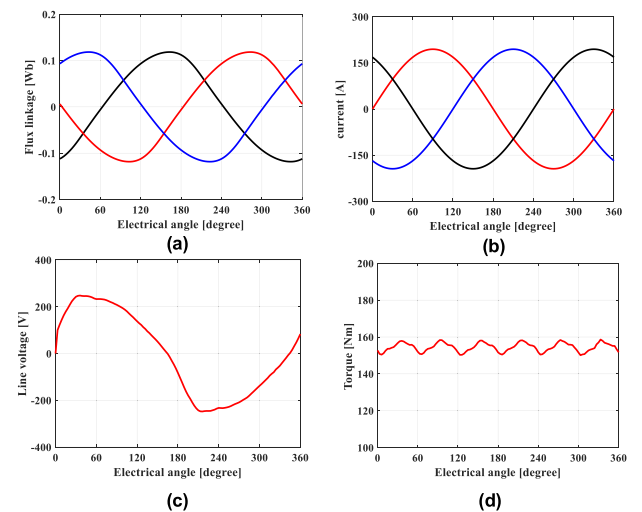 0.2
0.1
0
-0.1
-0.2
Flux linkage [Wb]
0 60 120 180 240 300 360
Electrical angle [degree]
(a)
300
150
0
-150
-300
current [A]
0 60 120 180 240 300 360
Electrical angle [degree]
(b)
400
200
0
-200
-400
Line voltage [V]
0 60 120 180 240 300 360
Electrical angle [degree]
(c)
200
180
160
140
120
100
Torque [Nm]
0 60 120 180 240 300 360
Electrical angle [degree]
(d)